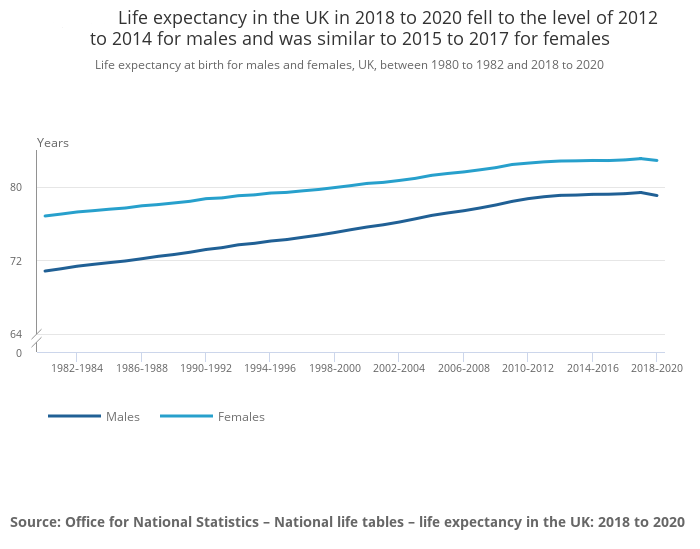 Life expectancy in the UK in 2018 to 2020 fell to the level of 2012
to 2014 for males and was similar to 2015 to 2017 for females
Life expectancy at birth for males and females, UK, between 1980 to 1982 and 2018 to 2020
Years
80
72
64
0
1982-1984 1986-1988 1990-1992 1994-1996 1998-2000 2002-2004 2006-2008 2010-2012 2014-2016 2018-2020
Males Females
Source: Office for National Statistics – National life tables – life expectancy in the UK: 2018 to 2020